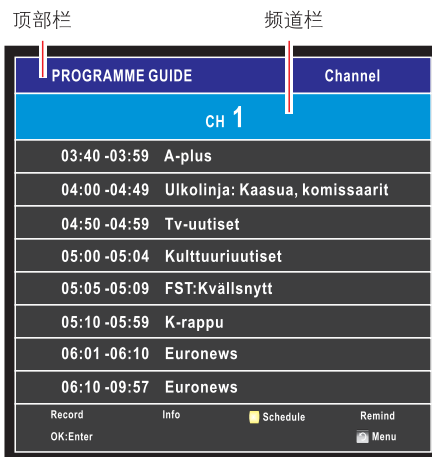 顶部栏 频道栏
PROGRAMME GUIDE Channel
CH 1
03:40 -03:59 A-plus
04:00 -04:49 Ulkolinja: Kaasua, komissaarit
04:50 -04:59 Tv-uutiset
05:00 -05:04 Kulttuuriuutiset
05:05 -05:09 FST:Kvällsnytt
05:10 -05:59 K-rappu
06:01 -06:10 Euronews
06:10 -09:57 Euronews
Record Info Schedule Remind
OK:Enter Menu